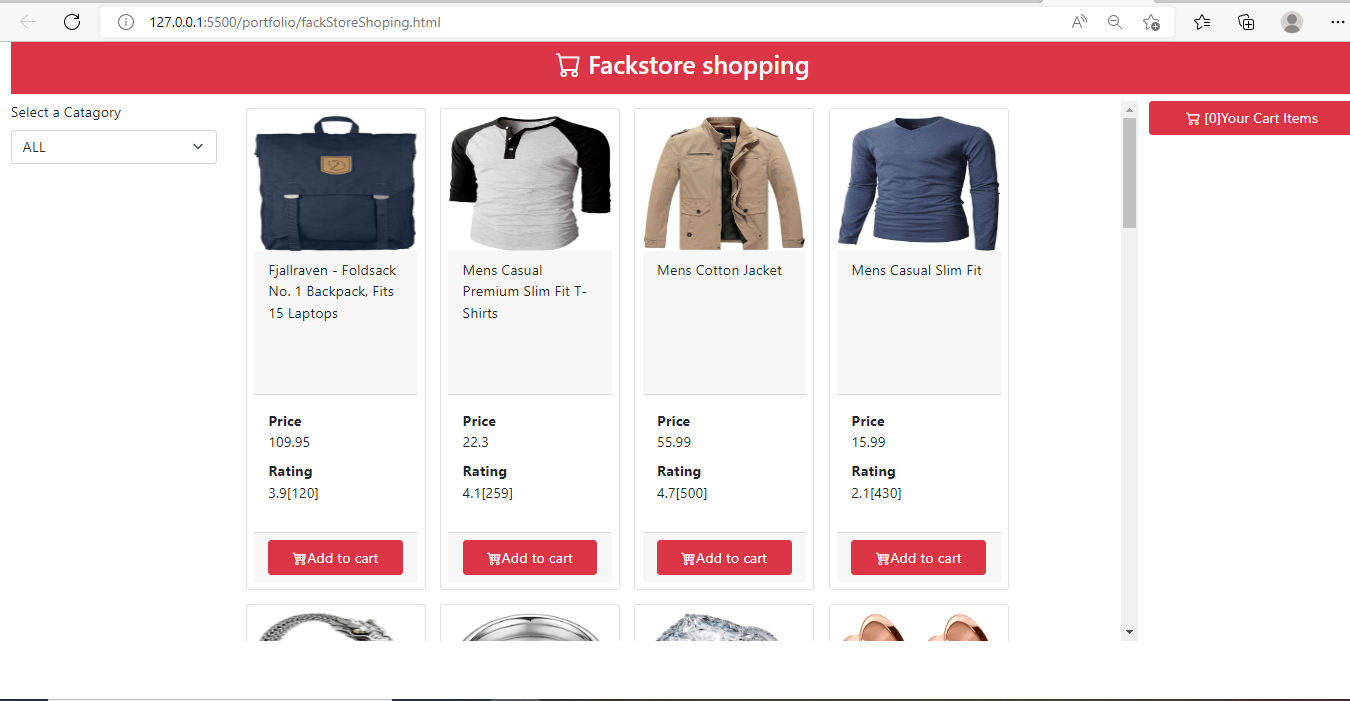 127.0.0.1:5500/portfolio/fackStoreShoping.html
Fackstore shopping
Select a Catagory
ALL
[0]Your Cart Items
Fjallraven - Foldsack
No. 1 Backpack, Fits
15 Laptops
Price
109.95
Rating
3.9[120]
Add to cart
Mens Casual
Premium Slim Fit T-
Shirts
Price
22.3
Rating
4.1[259]
Add to cart
Mens Cotton Jacket
Price
55.99
Rating
4.7[500]
Add to cart
Mens Casual Slim Fit
Price
15.99
Rating
2.1[430]
Add to cart